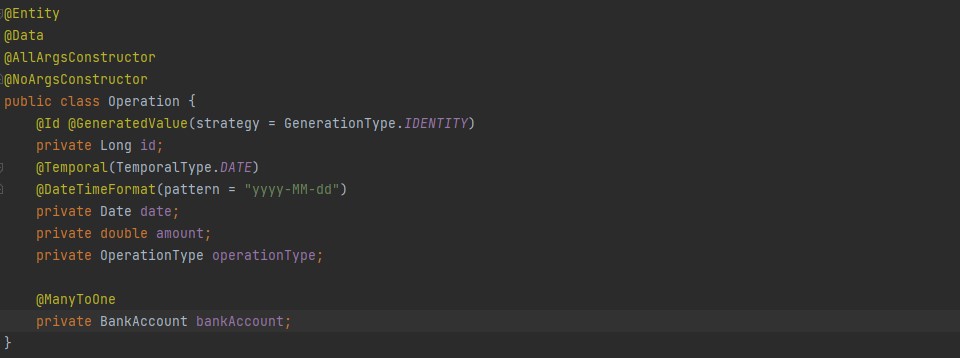 @Entity
@Data
@AllArgsConstructor
@NoArgsConstructor
public class Operation {
    @Id @GeneratedValue(strategy = GenerationType.IDENTITY)
    private Long id;
    @Temporal(TemporalType.DATE)
    @DateTimeFormat(pattern = "yyyy-MM-dd")
    private Date date;
    private double amount;
    private OperationType operationType;

    @ManyToOne
    private BankAccount bankAccount;
}